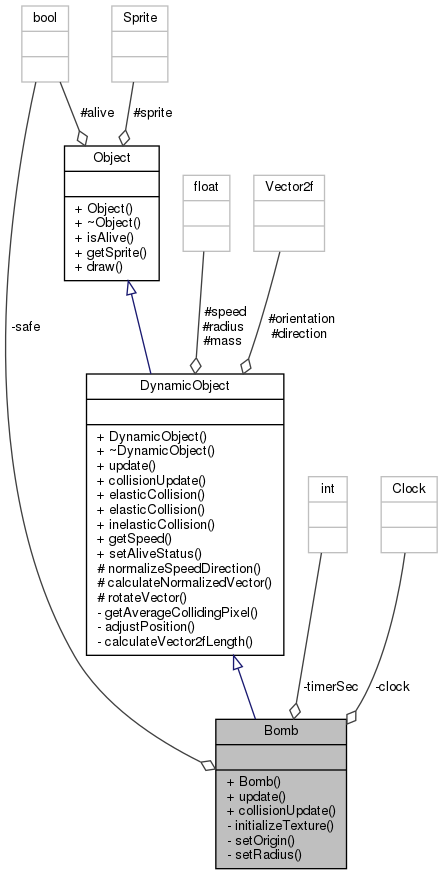 bool
Sprite
#alive
#sprite
Object
+ Object()
+ ~Object()
+ isAlive()
+ getSprite()
+ draw()
float
Vector2f
-safe
#speed
#radius
#mass
#orientation
#direction
DynamicObject
+ DynamicObject()
+ ~DynamicObject()
+ update()
+ collisionUpdate()
+ elasticCollision()
+ elasticCollision()
+ inelasticCollision()
+ getSpeed()
+ setAliveStatus()
# normalizeSpeedDirection()
# calculateNormalizedVector()
# rotateVector()
- getAverageCollidingPixel()
- adjustPosition()
- calculateVector2fLength()
int
Clock
-timerSec
-clock
Bomb
+ Bomb()
+ update()
+ collisionUpdate()
- initializeTexture()
- setOrigin()
- setRadius()